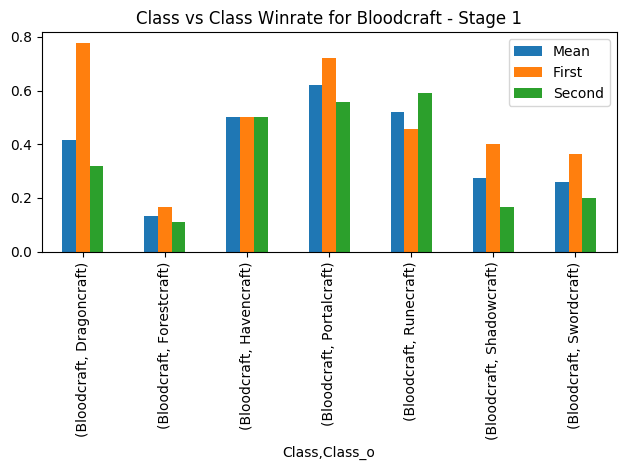 Class vs Class Winrate for Bloodcraft - Stage 1
0.8
0.6
0.4
0.2
0.0
Mean
First
Second
(Bloodcraft, Dragoncraft)
(Bloodcraft, Forestcraft)
(Bloodcraft, Havencraft)
(Bloodcraft, Portalcraft)
(Bloodcraft, Runecraft)
(Bloodcraft, Shadowcraft)
(Bloodcraft, Swordcraft)
Class,Class_o